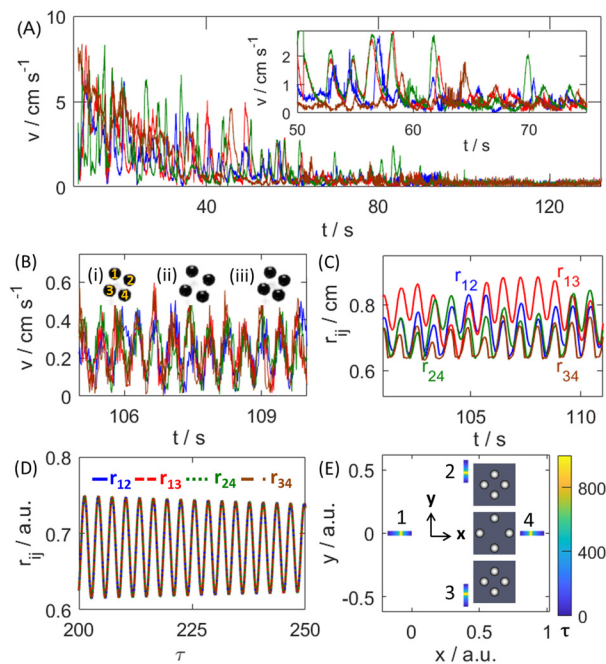 (A)
10
5
0
v / cm s⁻¹
40
80
120
t / s
2
1
0
v / cm s⁻¹
50
60
70
t / s
(B)
(i) (ii) (iii)
1
2
3
4
0.6
0.4
0.2
0
v / cm s⁻¹
106
109
t / s
(C)
r₁₂ r₁₃
r₂₄ r₃₄
0.8
0.6
rᵢⱼ / cm
105
110
t / s
(D)
r₁₂ r₁₃ r₂₄ r₃₄
0.8
0.7
0.6
rᵢⱼ / a.u.
200
225
250
τ
(E)
0.5
0
-0.5
y / a.u.
2
1
y
x
4
3
0
0.5
1
x / a.u.
800
400
0
τ